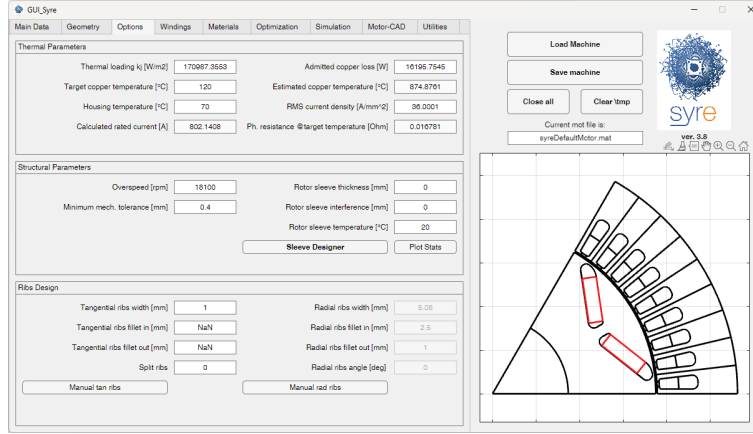 GUI_Syre
Main Data Geometry Options Windings Materials Optimization Simulation Motor-CAD Utilities
Thermal Parameters
Thermal loading kj [W/m2] 170987.3553 Admitted copper loss [W] 16195.7545
Target copper temperature [ºC] 120 Estimated copper temperature [ºC] 874.8761
Housing temperature [ºC] 70 RMS current density [A/mm^2] 36.0001
Calculated rated current [A] 802.1408 Ph. resistance @target temperature [Ohm] 0.016781
Structural Parameters
Overspeed [rpm] 18100 Rotor sleeve thickness [mm] 0
Minimum mech. tolerance [mm] 0.4 Rotor sleeve interference [mm] 0
Rotor sleeve temperature [ºC] 20
Sleeve Designer Plot Stats
Ribs Design
Tangential ribs width [mm] 1 Radial ribs width [mm] 5.08
Tangential ribs fillet in [mm] NaN Radial ribs fillet in [mm] 2.5
Tangential ribs fillet out [mm] NaN Radial ribs fillet out [mm] 1
Split ribs 0 Radial ribs angle [deg] 0
Manual tan ribs Manual rad ribs
Load Machine
Save machine
Close all Clear \tmp
Current mot file is:
syreDefaultMotor.mat
syre
ver. 3.8